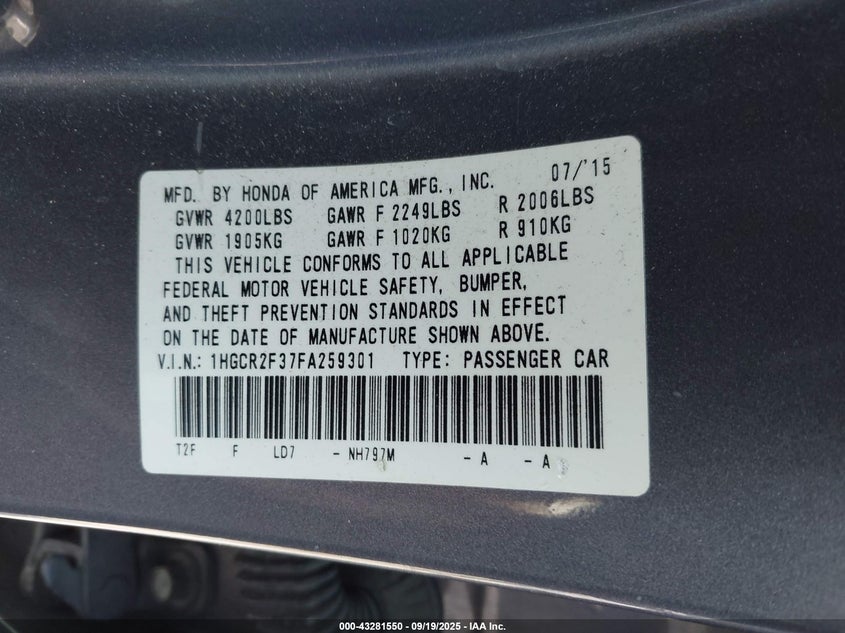 MFD. BY HONDA OF AMERICA MFG., INC. 07/'15
GVWR 4200LBS GAWR F 2249LBS R 2006LBS
GVWR 1905KG GAWR F 1020KG R 910KG
THIS VEHICLE CONFORMS TO ALL APPLICABLE
FEDERAL MOTOR VEHICLE SAFETY, BUMPER,
AND THEFT PREVENTION STANDARDS IN EFFECT
ON THE DATE OF MANUFACTURE SHOWN ABOVE.
V.I.N.: 1HGCR2F37FA259301 TYPE: PASSENGER CAR
T2F F LD7 - NH797M - A - A
000-43281550 - 09/19/2025 - IAA Inc.